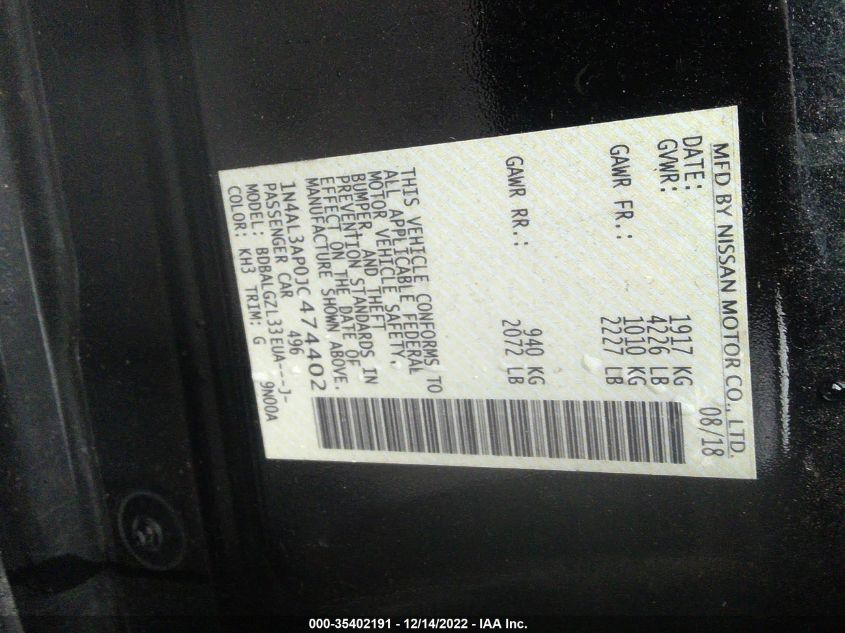 MFD BY NISSAN MOTOR CO., LTD.
DATE: 08/18
GVWR: 1917 KG
4226 LB
GAWR FR.: 1010 KG
2227 LB
GAWR RR.: 940 KG
2072 LB
THIS VEHICLE CONFORMS TO
ALL APPLICABLE FEDERAL
MOTOR VEHICLE SAFETY,
BUMPER, AND THEFT
PREVENTION STANDARDS IN
EFFECT ON THE DATE OF
MANUFACTURE SHOWN ABOVE.
1N4AL3AP0JC474402
PASSENGER CAR 496
MODEL: BDBALGZL33EUA---J-
COLOR: KH3 TRIM: G 9N00A
000-35402191 - 12/14/2022 - IAA Inc.